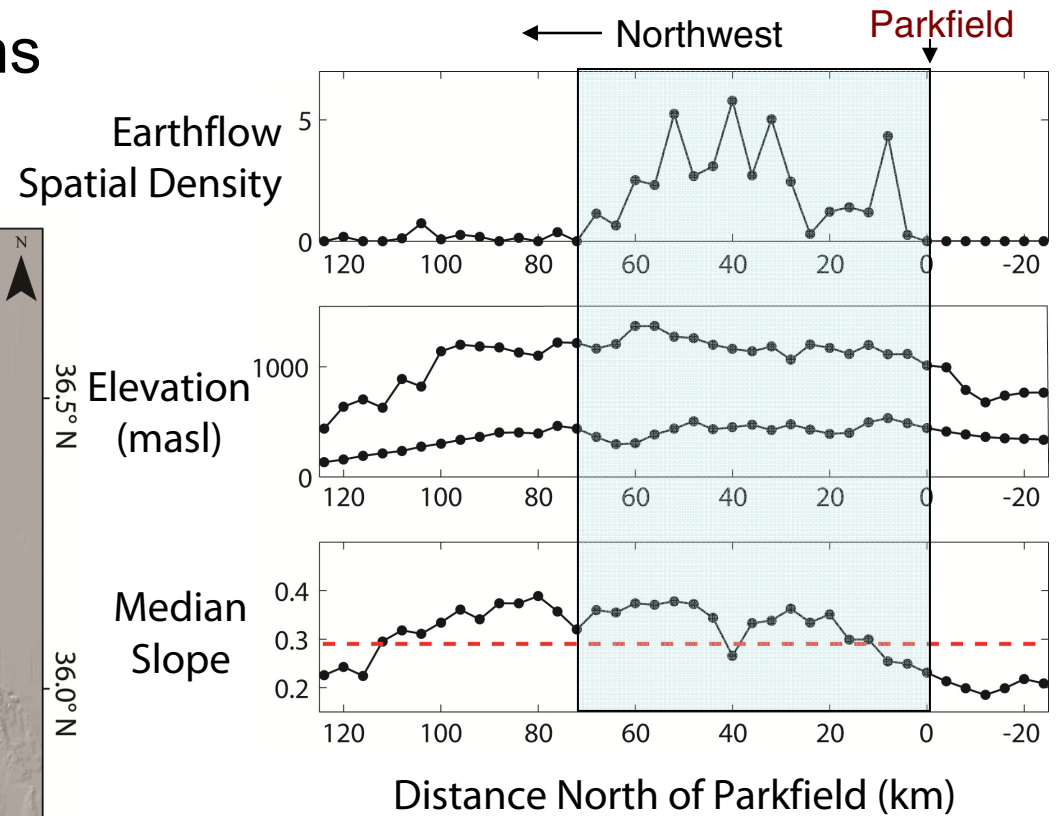 ns
Northwest
Parkfield
Earthflow
Spatial Density
5
0
120 100 80 60 40 20 0 -20
N
36.5° N
36.0° N
Elevation
(masl)
1000
0
120 100 80 60 40 20 0 -20
Median
Slope
0.4
0.3
0.2
120 100 80 60 40 20 0 -20
Distance North of Parkfield (km)